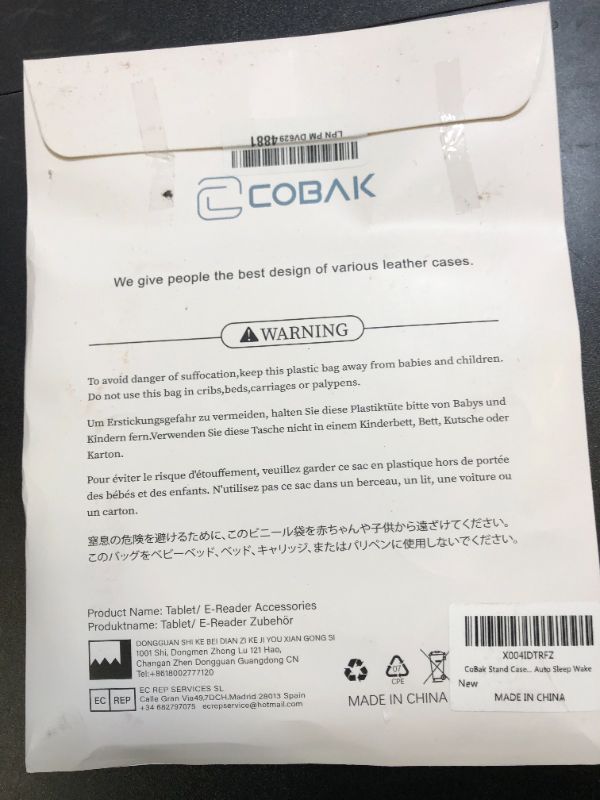 LPN PM DV6294881
COBAK
We give people the best design of various leather cases.
WARNING
To avoid danger of suffocation,keep this plastic bag away from babies and children.
Do not use this bag in cribs,beds,carriages or palypens.
Um Erstickungsgefahr zu vermeiden, halten Sie diese Plastiktüte bitte von Babys und
Kindern fern.Verwenden Sie diese Tasche nicht in einem Kinderbett, Bett, Kutsche oder
Karton.
Pour éviter le risque d'étouffement, veuillez garder ce sac en plastique hors de portée
des bébés et des enfants. N'utilisez pas ce sac dans un berceau, un lit, une voiture ou
un carton.
窒息の危険を避けるために、このビニール袋を赤ちゃんや子供から遠ざけてください。
このバッグをベビーベッド、ベッド、キャリッジ、またはパリペンに使用しないでください。
Product Name: Tablet/ E-Reader Accessories
Produktname: Tablet/ E-Reader Zubehör
DONGGUAN SHI KE BEI DIAN ZI KE JI YOU XIAN GONG SI
1001 Shi, Dongmen Zhong Lu 121 Hao,
Changan Zhen Dongguan Guangdong CN
Tel:+8618002777120
EC REP
EC REP SERVICES SL
Calle Gran Via49,7DCH,Madrid 28013 Spain
+34 682797075 ecrepservice@hotmail.com
07
CPE
MADE IN CHINA
X004IDTRFZ
CoBak Stand Case... Auto Sleep Wake
New
MADE IN CHINA